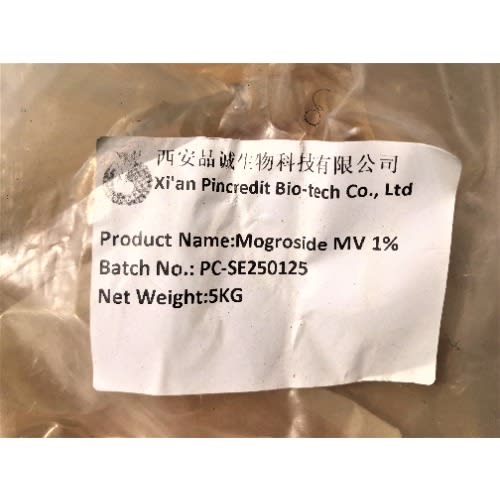 西安品诚生物科技有限公司
Xi'an Pincredit Bio-tech Co., Ltd
Product Name:Mogroside MV 1%
Batch No.: PC-SE250125
Net Weight:5KG